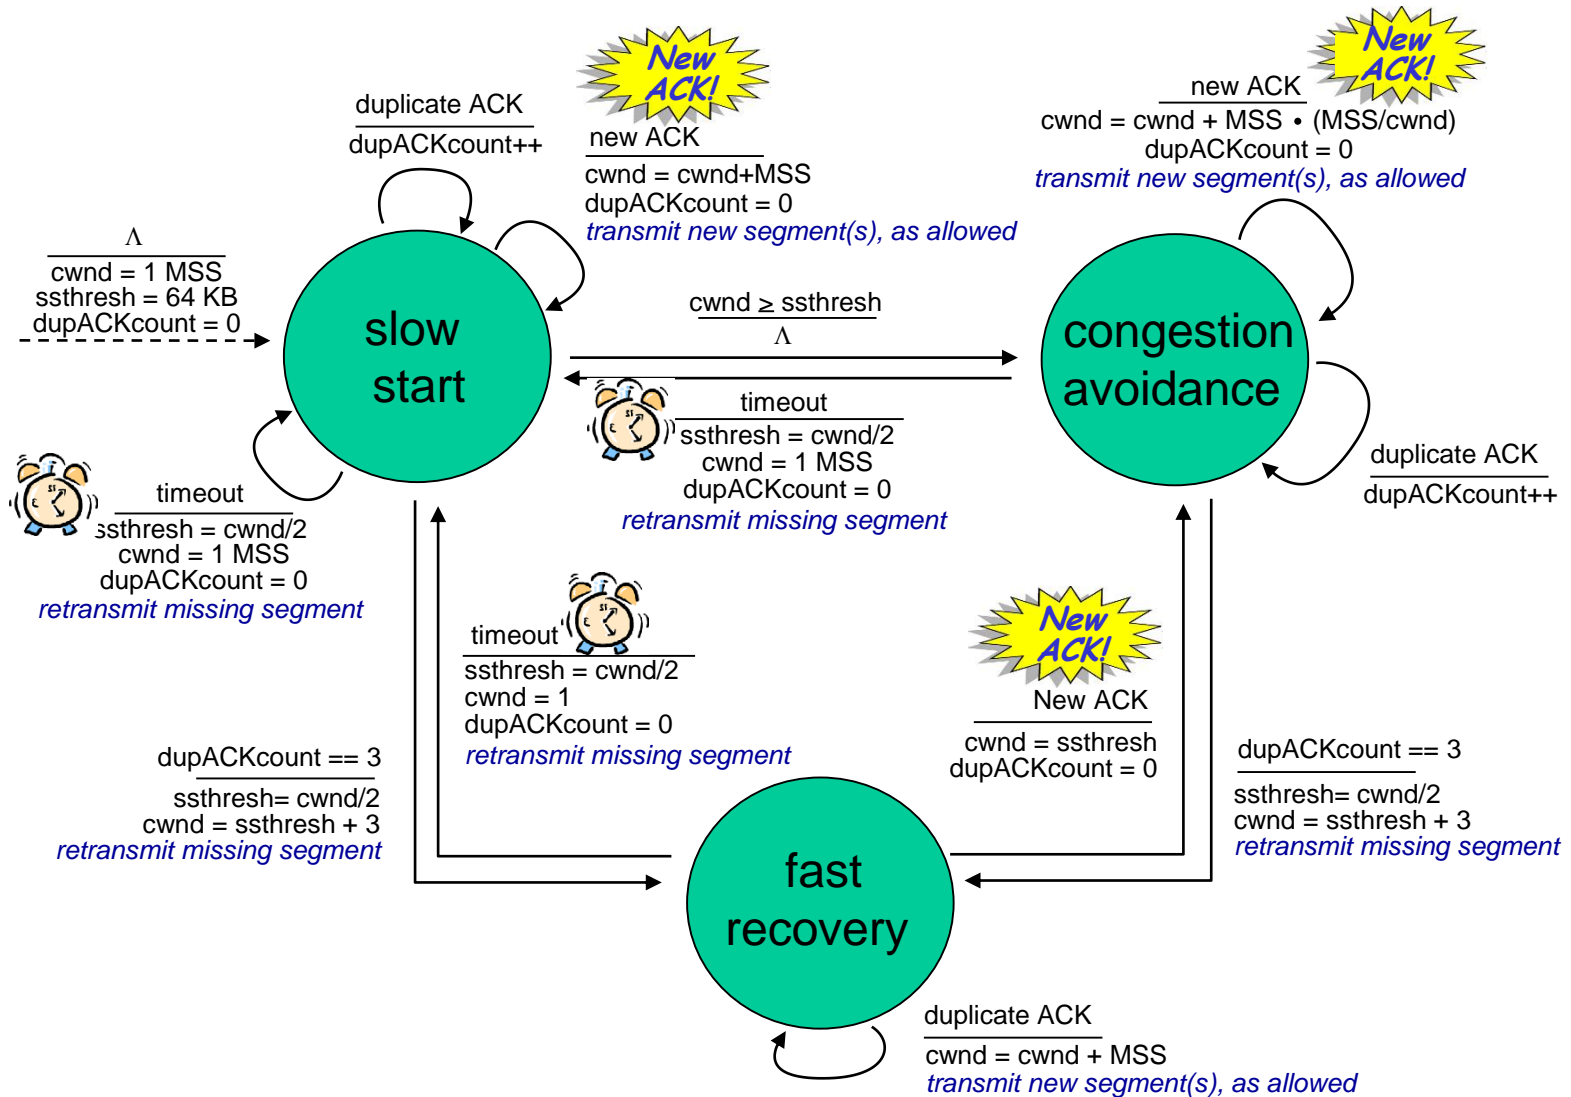 New
ACK!
duplicate ACK
dupACKcount++
new ACK
cwnd = cwnd+MSS
dupACKcount = 0
transmit new segment(s), as allowed
New
ACK!
new ACK
cwnd = cwnd + MSS • (MSS/cwnd)
dupACKcount = 0
transmit new segment(s), as allowed
Λ
cwnd = 1 MSS
ssthresh = 64 KB
dupACKcount = 0
slow
start
cwnd ≥ ssthresh
Λ
congestion
avoidance
timeout
ssthresh = cwnd/2
cwnd = 1 MSS
dupACKcount = 0
retransmit missing segment
duplicate ACK
dupACKcount++
timeout
ssthresh = cwnd/2
cwnd = 1 MSS
dupACKcount = 0
retransmit missing segment
timeout
ssthresh = cwnd/2
cwnd = 1
dupACKcount = 0
retransmit missing segment
New
ACK!
New ACK
cwnd = ssthresh
dupACKcount = 0
dupACKcount == 3
ssthresh= cwnd/2
cwnd = ssthresh + 3
retransmit missing segment
dupACKcount == 3
ssthresh= cwnd/2
cwnd = ssthresh + 3
retransmit missing segment
fast
recovery
duplicate ACK
cwnd = cwnd + MSS
transmit new segment(s), as allowed